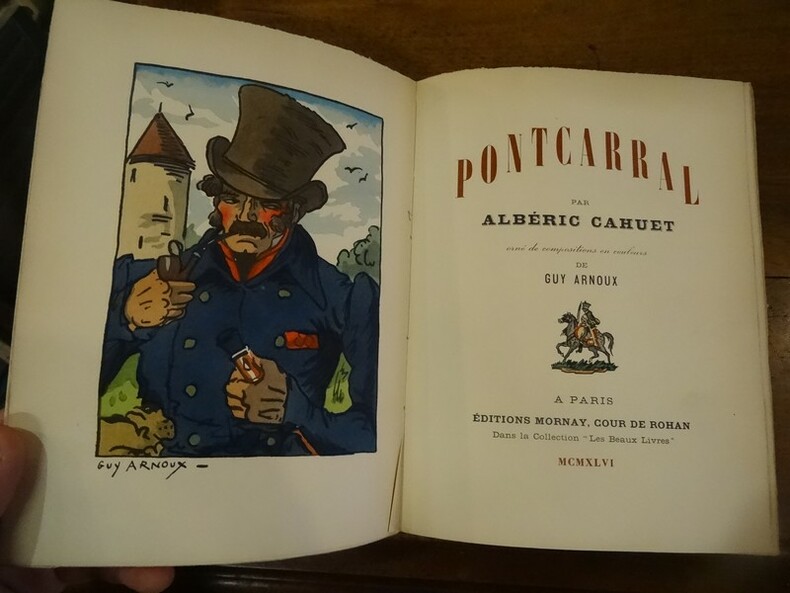 GUY ARNOUX –
PONTCARRAL
PAR
ALBÉRIC CAHUET
orné de compositions en couleurs
DE
GUY ARNOUX
A PARIS
ÉDITIONS MORNAY, COUR DE ROHAN
Dans la Collection "Les Beaux Livres"
MCMXLVI